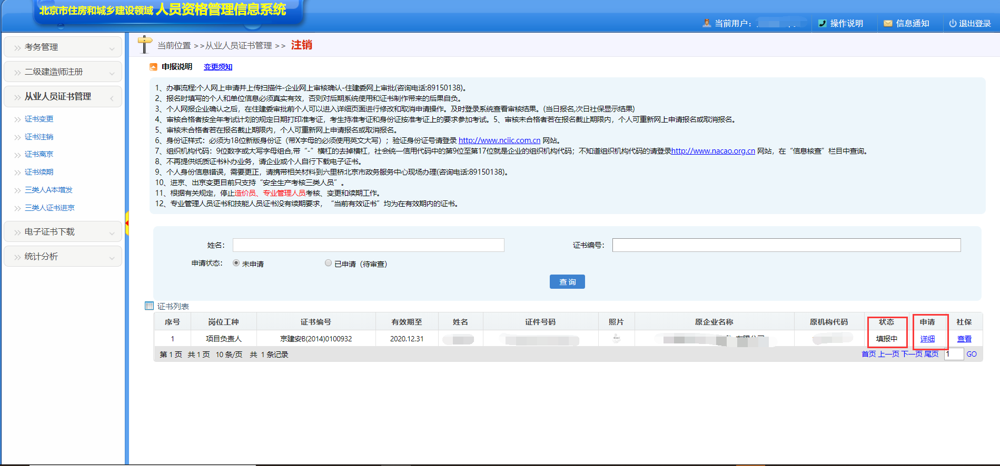 北京市住房和城乡建设领域 人员资格管理信息系统
当前用户： 操作说明 信息通知 退出登录
考务管理
二级建造师注册
从业人员证书管理
证书变更
证书注销
证书离京
证书续期
三类人A本增发
三类人证书进京
电子证书下载
统计分析
当前位置 >>从业人员证书管理 >> 注销
申报说明 变更须知
1、办事流程:个人网上申请并上传扫描件-企业网上审核确认-住建委网上审批(咨询电话:89150138)。
2、报名时填写的个人和单位信息必须真实有效，否则对后期系统使用和证书制作带来的后果自负。
3、个人网报企业确认之后，在住建委审批前个人可以进入详细页面进行修改和取消申请操作。及时登录系统查看审核结果。(当日报名,次日社保显示结果)
4、审核合格者按全年考试计划的规定日期打印准考证，考生持准考证和身份证按准考证上的要求参加考试。5、审核未合格者若在报名截止期限内，个人可重新网上申请报名或取消报名。
5、审核未合格者若在报名截止期限内，个人可重新网上申请报名或取消报名。
6、身份证样式：必须为18位新版身份证（带X字母的必须使用英文大写）；验证身份证号请登录 http://www.nciic.com.cn 网站。
7、组织机构代码：9位数字或大写字母组合,带“-”横杠的去掉横杠，社会统一信用代码中的第9位至第17位就是企业的组织机构代码；不知道组织机构代码的请登录http://www.nacao.org.cn 网站，在“信息核查”栏目中查询。
8、不再提供纸质证书补办业务，请企业或个人自行下载电子证书。
9、个人身份信息错误，需要更正，请携带相关材料到六里桥北京市政务服务中心现场办理(咨询电话:89150138)。
10、进京、出京变更目前只支持“安全生产考核三类人员”。
11、根据有关规定，停止造价员、专业管理人员考核、变更和续期工作。
12、专业管理人员证书和技能人员证书没有续期要求，“当前有效证书”均为在有效期内的证书。
姓名： 证书编号：
申请状态： 未申请 已申请（待审查）
查 询
证书列表
序号 岗位工种 证书编号 有效期至 姓名 证件号码 照片 原企业名称 原机构代码 状态 申请 社保
1 项目负责人 京建安B(2014)0100932 2020.12.31 填报中 详细 查看
第 1 页 共 1 页 10 条/页 共 1 条记录 首页 上一页 下一页 尾页 1 GO